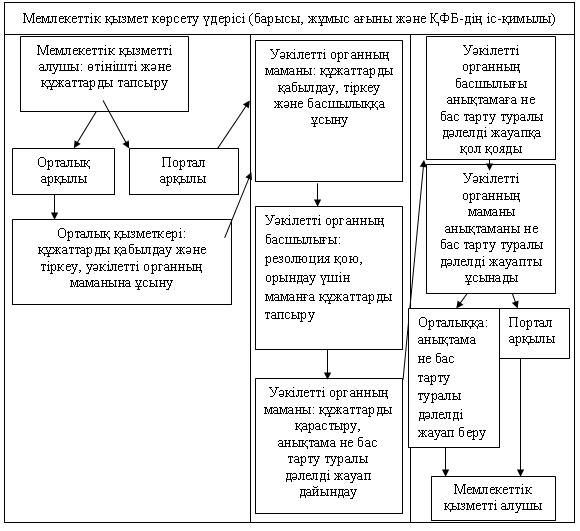 Мемлекеттік қызмет көрсету үдерісі (барысы, жұмыс ағыны және ҚФБ-дің іс-қимылы)
Мемлекеттік қызметті
алушы: өтінішті және
құжаттарды тапсыру
Орталық
арқылы
Портал
арқылы
Орталық қызметкері:
құжаттарды қабылдау және
тіркеу, уәкілетті органның
маманына ұсыну
Уәкілетті органның
маманы: құжаттарды
қабылдау, тіркеу
және басшылыққа
ұсыну
Уәкілетті органның
басшылығы:
резолюция қою,
орындау үшін
маманға құжаттарды
тапсыру
Уәкілетті органның
маманы: құжаттарды
қарастыру,
анықтама не бас
тарту туралы
дәлелді жауап
дайындау
Уәкілетті
органның
басшылығы
анықтамаға не
бас тарту туралы
дәлелді жауапқа
қол қояды
Уәкілетті
органның
маманы
анықтаманы не
бас тарту туралы
дәлелді жауапты
ұсынады
Орталыққа:
анықтама
не бас
тарту
туралы
дәлелді
жауап беру
Портал
арқылы
Мемлекеттік
қызметті алушы